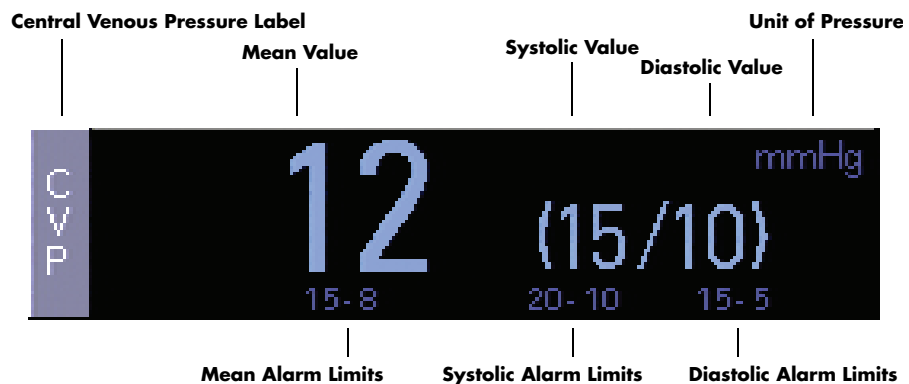 Central Venous Pressure Label
Mean Value
Systolic Value
Diastolic Value
Unit of Pressure
CVP
12
(15/10)
mmHg
15-8
20-10
15-5
Mean Alarm Limits
Systolic Alarm Limits
Diastolic Alarm Limits